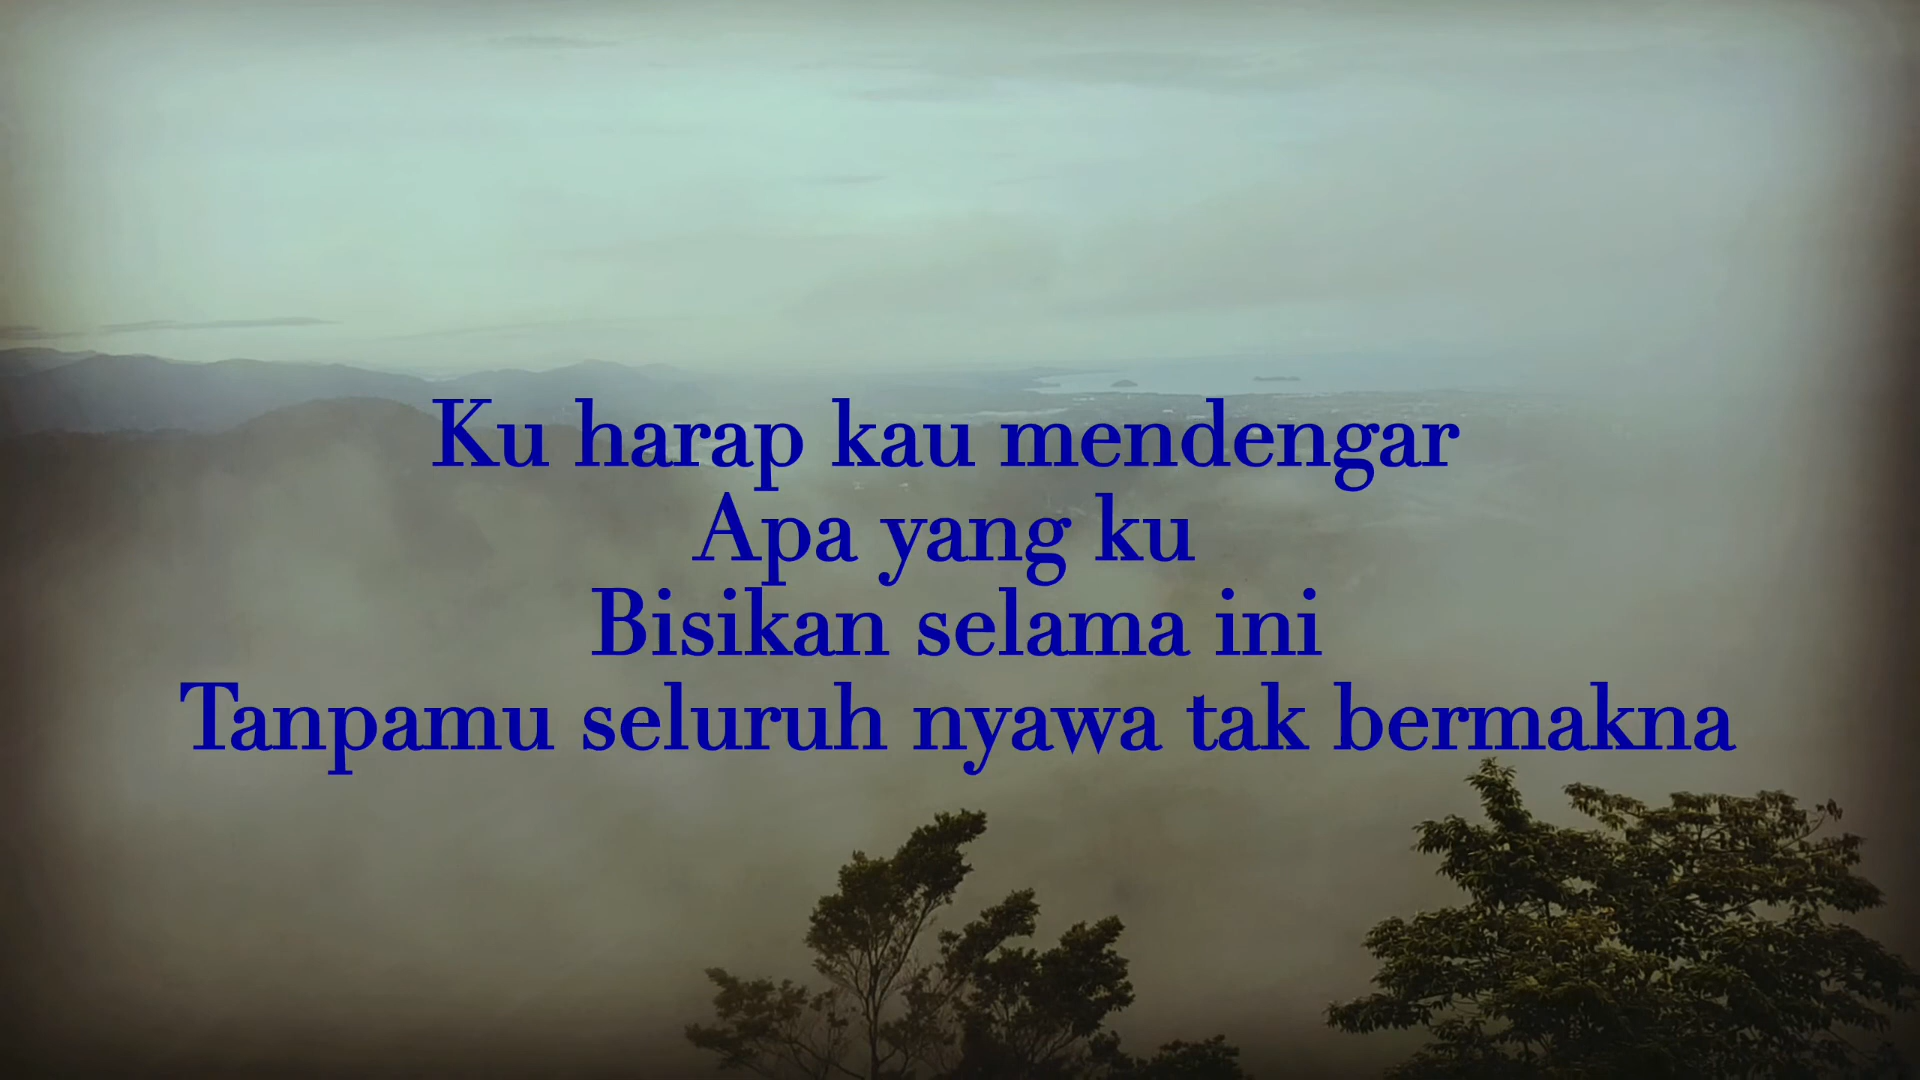 Ku harap kau mendengar
Apa yang ku
Bisikan selama ini
Tanpamu seluruh nyawa tak bermakna